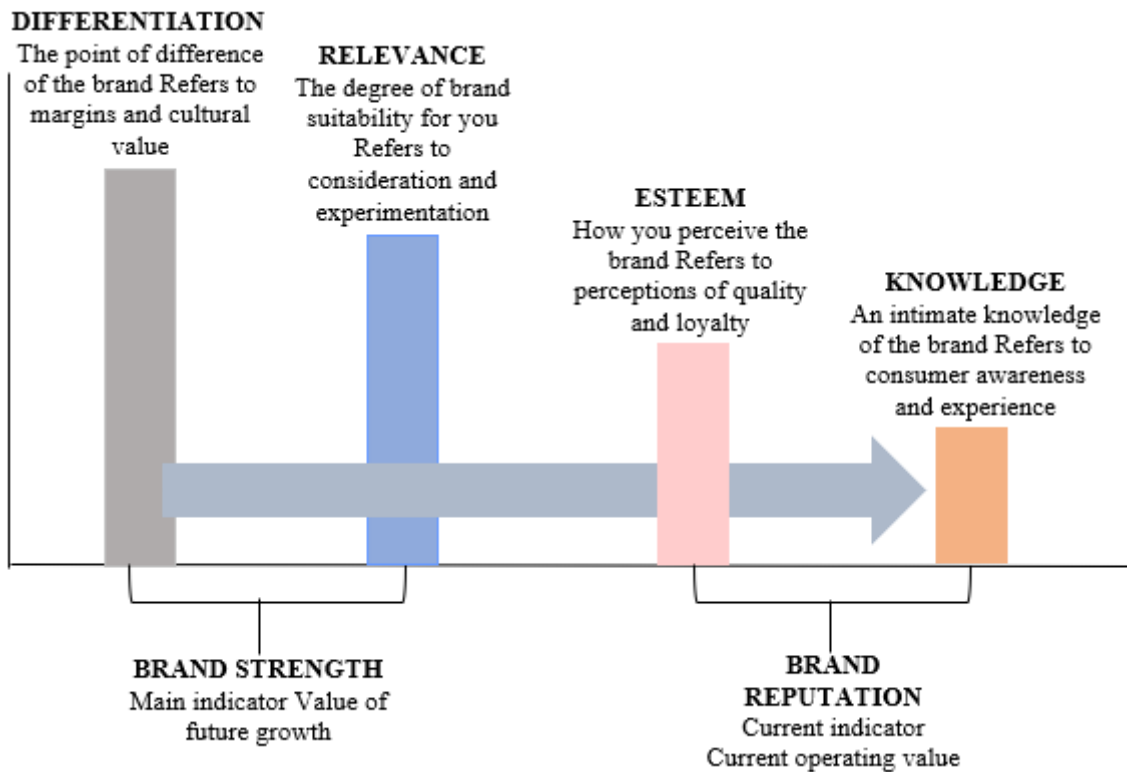 DIFFERENTIATION
The point of difference
of the brand Refers to
margins and cultural
value
RELEVANCE
The degree of brand
suitability for you
Refers to
consideration and
experimentation
ESTEEM
How you perceive the
brand Refers to
perceptions of quality
and loyalty
KNOWLEDGE
An intimate knowledge
of the brand Refers to
consumer awareness
and experience
BRAND STRENGTH
Main indicator Value of
future growth
BRAND
REPUTATION
Current indicator
Current operating value